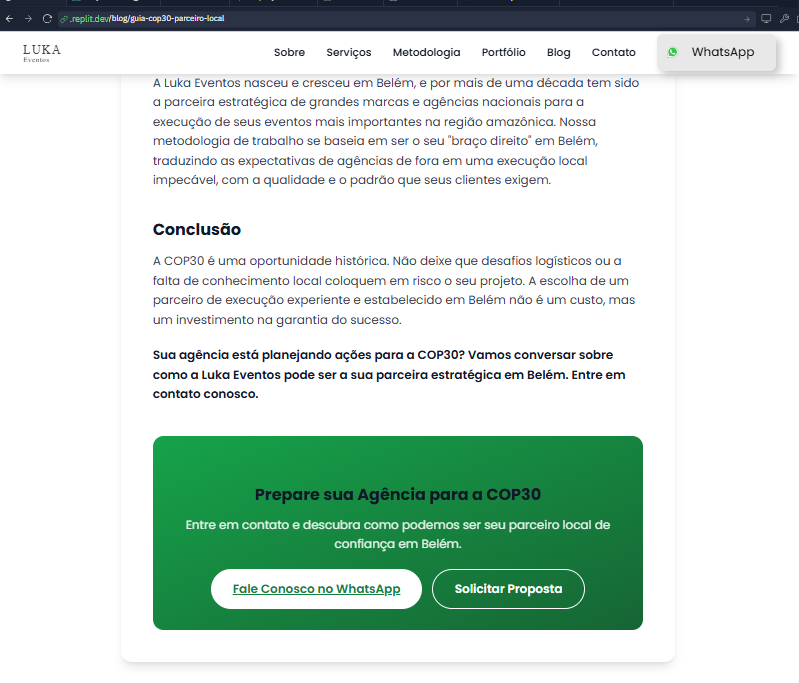 .replit.dev/blog/guia-cop30-parceiro-local
LUKA
Eventos
Sobre Serviços Metodologia Portfólio Blog Contato WhatsApp
A Luka Eventos nasceu e cresceu em Belém, e por mais de uma década tem sido
a parceira estratégica de grandes marcas e agências nacionais para a
execução de seus eventos mais importantes na região amazônica. Nossa
metodologia de trabalho se baseia em ser o seu "braço direito" em Belém,
traduzindo as expectativas de agências de fora em uma execução local
impecável, com a qualidade e o padrão que seus clientes exigem.
Conclusão
A COP30 é uma oportunidade histórica. Não deixe que desafios logísticos ou a
falta de conhecimento local coloquem em risco o seu projeto. A escolha de um
parceiro de execução experiente e estabelecido em Belém não é um custo, mas
um investimento na garantia do sucesso.
Sua agência está planejando ações para a COP30? Vamos conversar sobre
como a Luka Eventos pode ser a sua parceira estratégica em Belém. Entre em
contato conosco.
Prepare sua Agência para a COP30
Entre em contato e descubra como podemos ser seu parceiro local de
confiança em Belém.
Fale Conosco no WhatsApp Solicitar Proposta